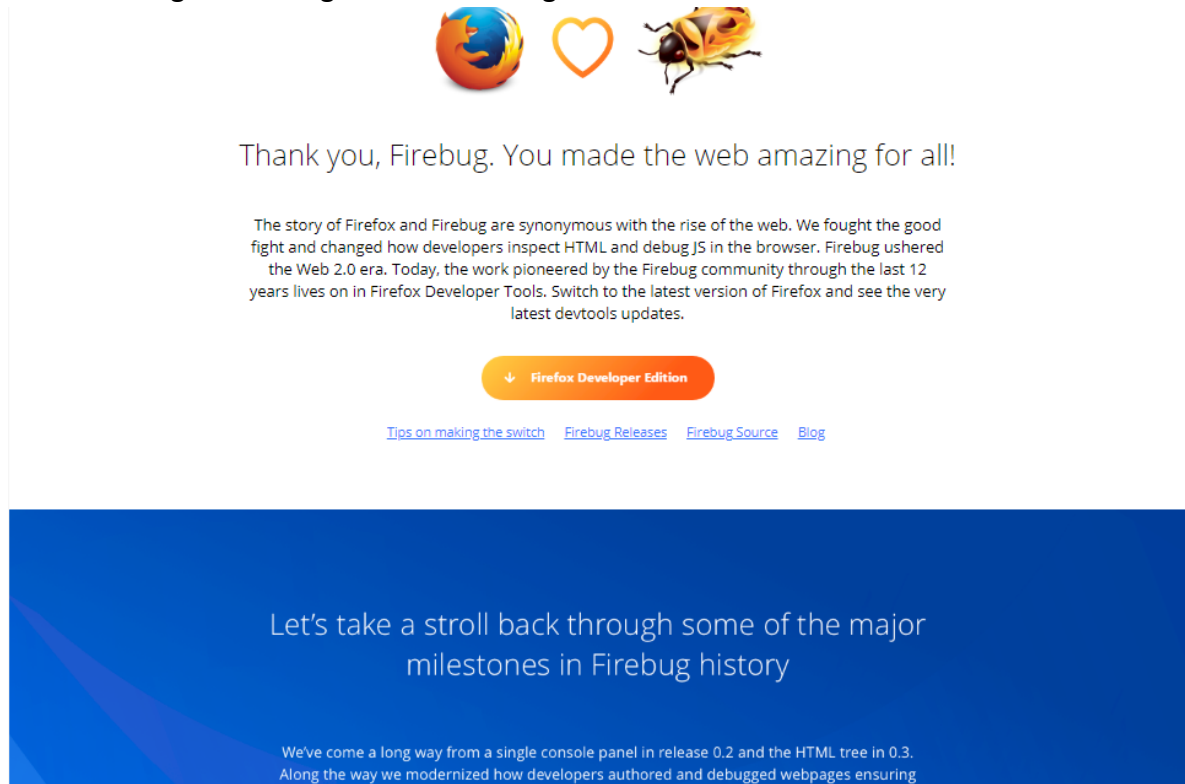 Thank you, Firebug. You made the web amazing for all!
The story of Firefox and Firebug are synonymous with the rise of the web. We fought the good
fight and changed how developers inspect HTML and debug JS in the browser. Firebug ushered
the Web 2.0 era. Today, the work pioneered by the Firebug community through the last 12
years lives on in Firefox Developer Tools. Switch to the latest version of Firefox and see the very
latest devtools updates.
Firefox Developer Edition
Tips on making the switch Firebug Releases Firebug Source Blog
Let's take a stroll back through some of the major
milestones in Firebug history
We've come a long way from a single console panel in release 0.2 and the HTML tree in 0.3.
Along the way we modernized how developers authored and debugged webpages ensuring